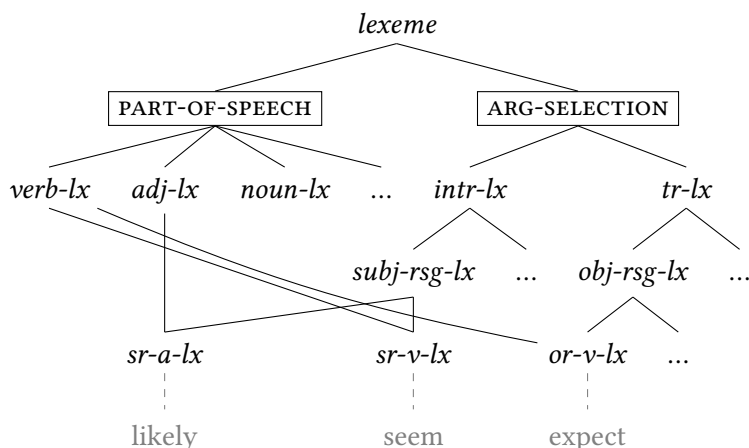 lexeme
PART-OF-SPEECH ARG-SELECTION
verb-lx adj-lx noun-lx ... intr-lx tr-lx
subj-rsg-lx ... obj-rsg-lx ...
sr-a-lx sr-v-lx or-v-lx ...
likely seem expect